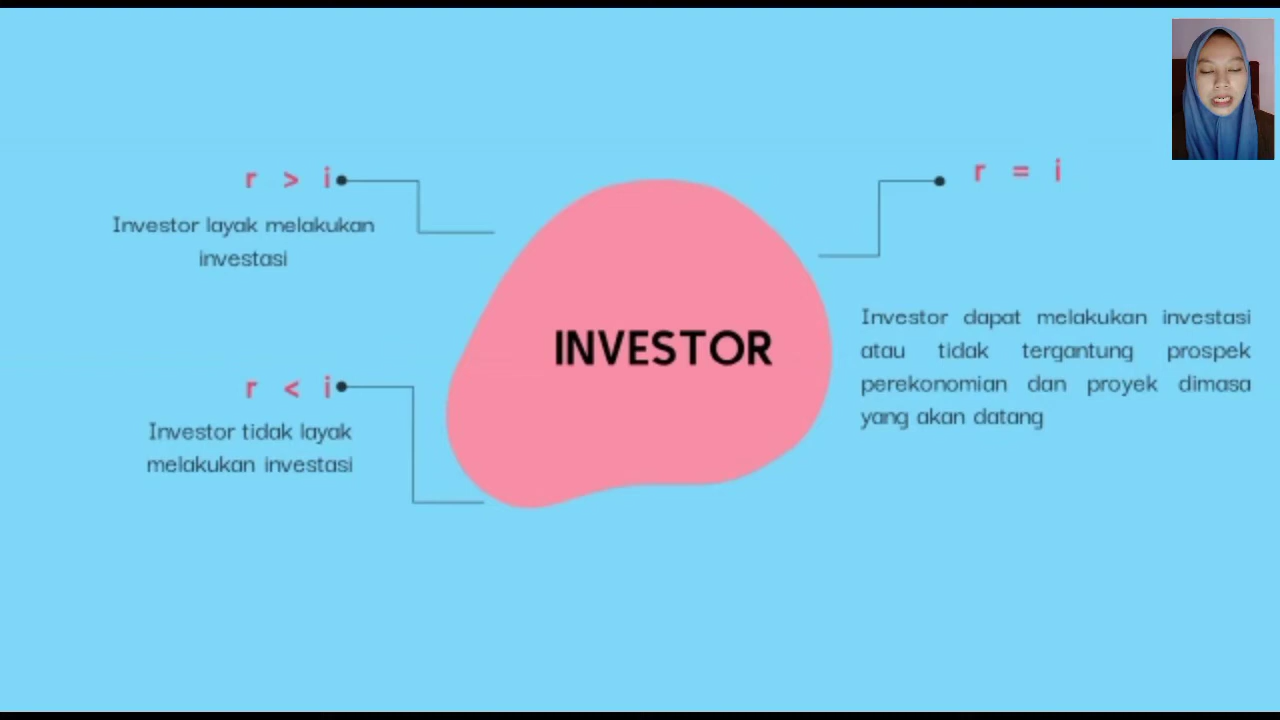 r > i
Investor layak melakukan
investasi
r < i
Investor tidak layak
melakukan investasi
INVESTOR
r = i
Investor dapat melakukan investasi
atau tidak tergantung prospek
perekonomian dan proyek dimasa
yang akan datang